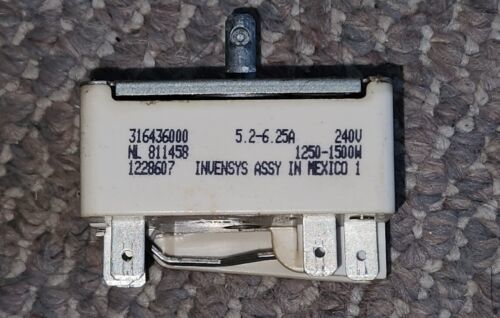 316436000 5.2-6.25A 240V
NL 811458 1250-1500W
1228607 INVENSYS ASSY IN MEXICO 1